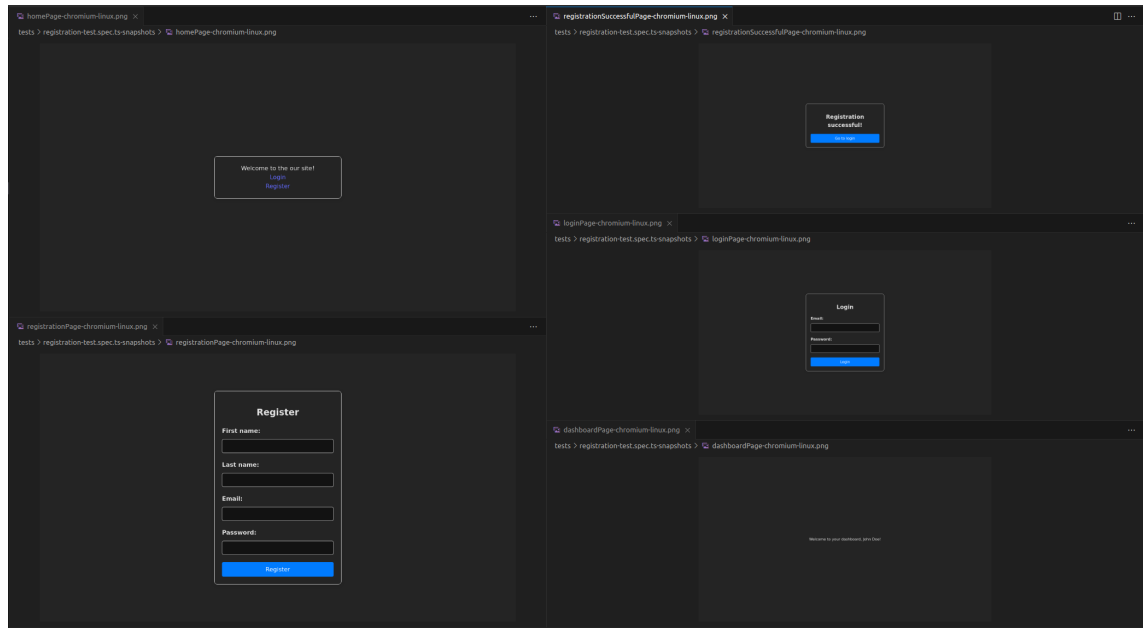 homePage-chromium-linux.png ×
tests > registration-test.spec.ts-snapshots > homePage-chromium-linux.png
Welcome to the our site!
Login
Register
registrationPage-chromium-linux.png ×
tests > registration-test.spec.ts-snapshots > registrationPage-chromium-linux.png
Register
First name:
Last name:
Email:
Password:
Register
registrationSuccessfulPage-chromium-linux.png ×
tests > registration-test.spec.ts-snapshots > registrationSuccessfulPage-chromium-linux.png
Registration
successful!
Go to login
loginPage-chromium-linux.png ×
tests > registration-test.spec.ts-snapshots > loginPage-chromium-linux.png
Login
Email:
Password:
Login
dashboardPage-chromium-linux.png ×
tests > registration-test.spec.ts-snapshots > dashboardPage-chromium-linux.png
Welcome to your dashboard, John Doe!